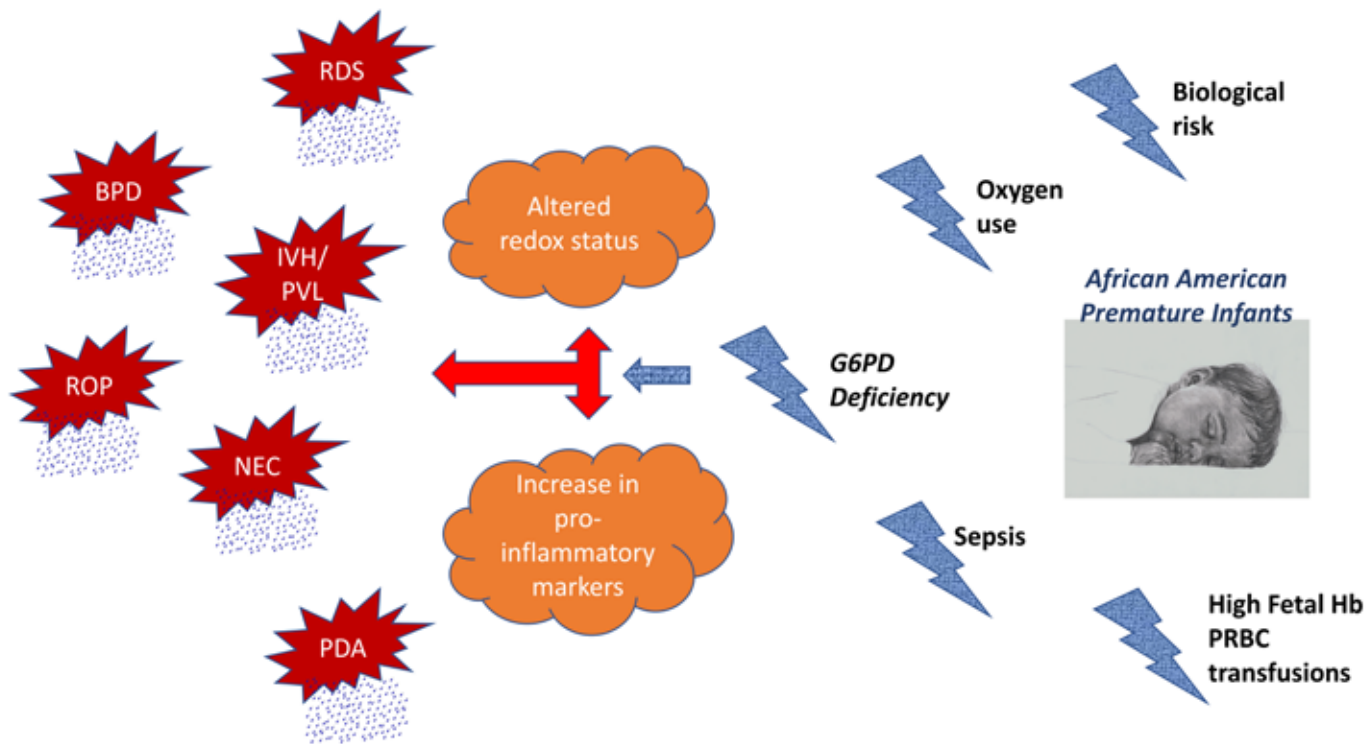 RDS
BPD
IVH/
PVL
ROP
NEC
PDA
Altered
redox status
Increase in
pro-
inflammatory
markers
G6PD
Deficiency
Oxygen
use
Biological
risk
African American
Premature Infants
Sepsis
High Fetal Hb
PRBC
transfusions